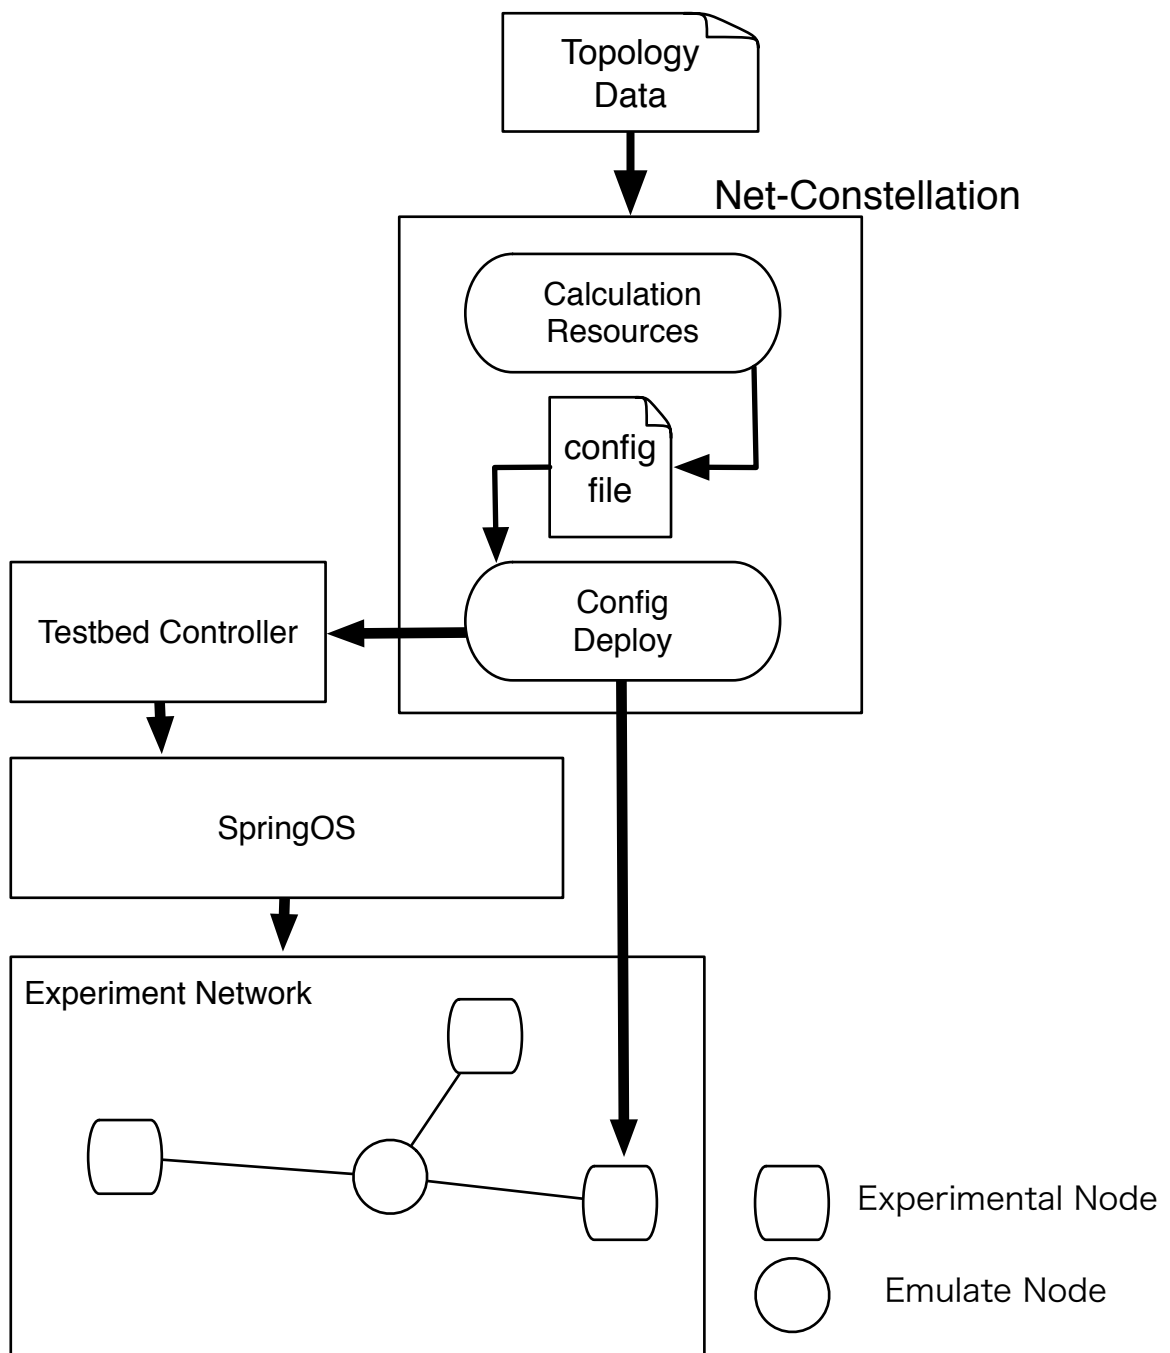 Topology
Data
Net-Constellation
Calculation
Resources
config
file
Config
Deploy
Testbed Controller
SpringOS
Experiment Network
Experimental Node
Emulate Node